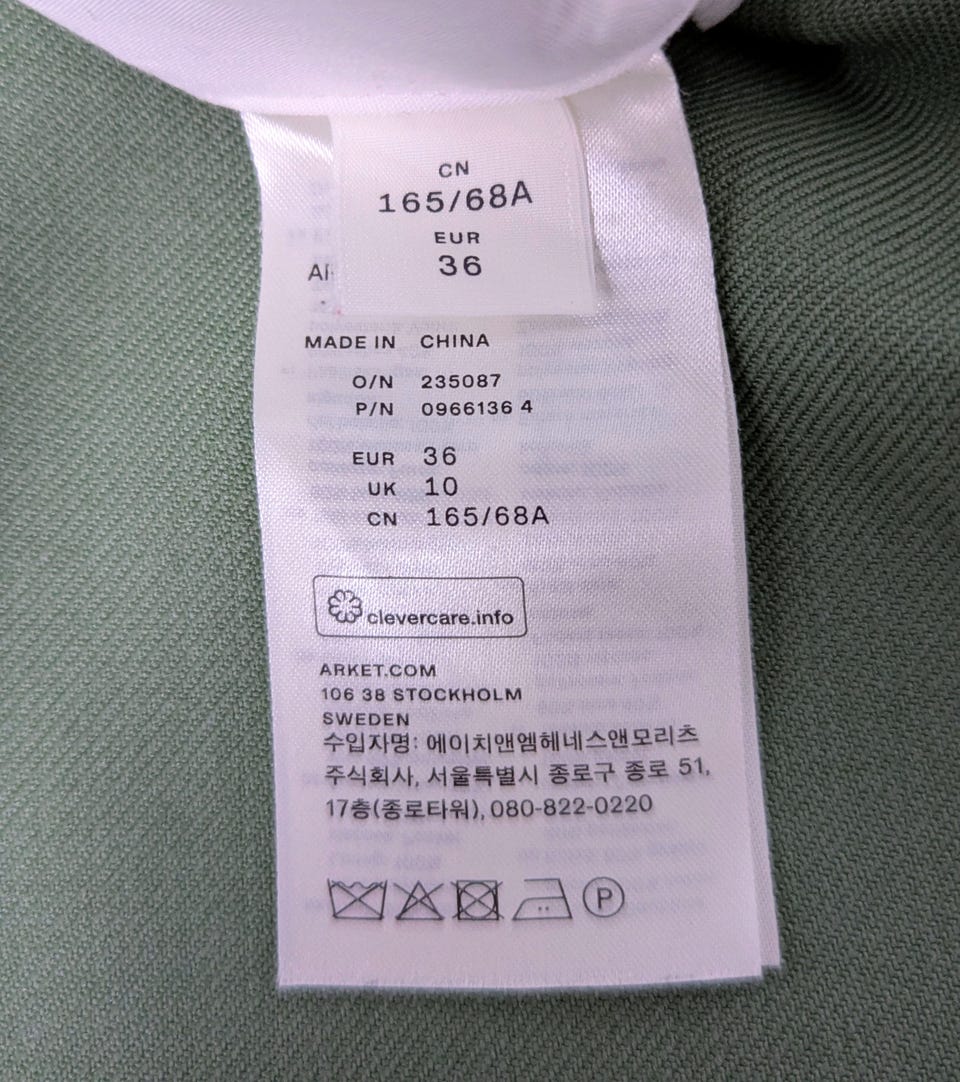 CN
165/68A
EUR
36
MADE IN CHINA
O/N 235087
P/N 0966136 4
EUR 36
UK 10
CN 165/68A
clevercare.info
ARKET.COM
106 38 STOCKHOLM
SWEDEN
수입자명: 에이치앤엠헤네스앤모리츠
주식회사, 서울특별시 종로구 종로 51,
17층(종로타워), 080-822-0220
P